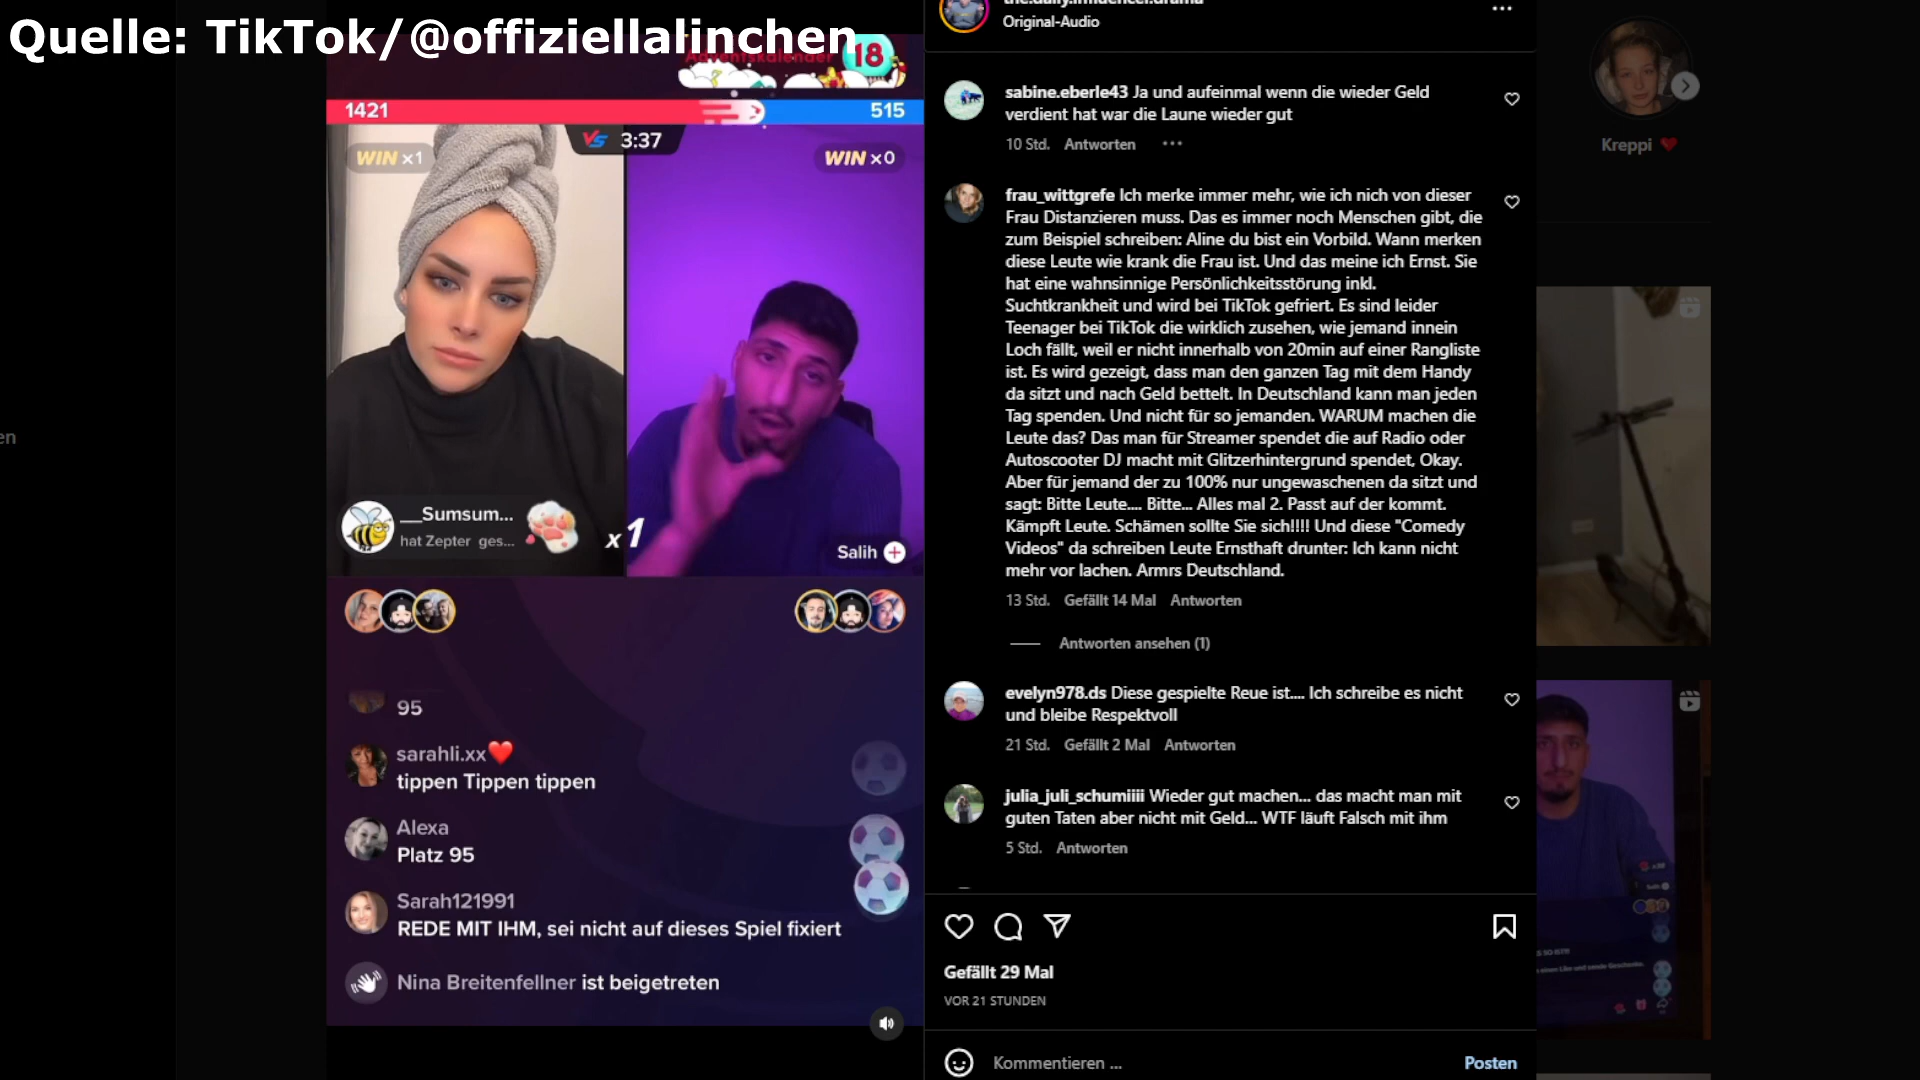 Quelle: TikTok/@offiziellalinchen
Adventskalender
18
1421
515
VS 3:37
WIN x1
WIN x0
__Sumsum...
hat Zepter ges...
x1
Salih
95
sarahli.xx❤️
tippen Tippen tippen
Alexa
Platz 95
Sarah121991
REDE MIT IHM, sei nicht auf dieses Spiel fixiert
Nina Breitenfellner ist beigetreten
the.daily.influencer.drama
Original-Audio
sabine.eberle43 Ja und aufeinmal wenn die wieder Geld
verdient hat war die Laune wieder gut
10 Std. Antworten
frau_wittgrefe Ich merke immer mehr, wie ich nich von dieser
Frau Distanzieren muss. Das es immer noch Menschen gibt, die
zum Beispiel schreiben: Aline du bist ein Vorbild. Wann merken
diese Leute wie krank die Frau ist. Und das meine ich Ernst. Sie
hat eine wahnsinnige Persönlichkeitsstörung inkl.
Suchtkrankheit und wird bei TikTok gefriert. Es sind leider
Teenager bei TikTok die wirklich zusehen, wie jemand innein
Loch fällt, weil er nicht innerhalb von 20min auf einer Rangliste
ist. Es wird gezeigt, dass man den ganzen Tag mit dem Handy
da sitzt und nach Geld bettelt. In Deutschland kann man jeden
Tag spenden. Und nicht für so jemanden. WARUM machen die
Leute das? Das man für Streamer spendet die auf Radio oder
Autoscooter DJ macht mit Glitzerhintergrund spendet, Okay.
Aber für jemand der zu 100% nur ungewaschenen da sitzt und
sagt: Bitte Leute.... Bitte... Alles mal 2. Passt auf der kommt.
Kämpft Leute. Schämen sollte Sie sich!!!! Und diese "Comedy
Videos" da schreiben Leute Ernsthaft drunter: Ich kann nicht
mehr vor lachen. Armrs Deutschland.
13 Std. Gefällt 14 Mal Antworten
Antworten ansehen (1)
evelyn978.ds Diese gespielte Reue ist.... Ich schreibe es nicht
und bleibe Respektvoll
21 Std. Gefällt 2 Mal Antworten
julia_juli_schumiiii Wieder gut machen... das macht man mit
guten Taten aber nicht mit Geld... WTF läuft Falsch mit ihm
5 Std. Antworten
Gefällt 29 Mal
VOR 21 STUNDEN
Kommentieren ...
Posten
Kreppi ❤️
en